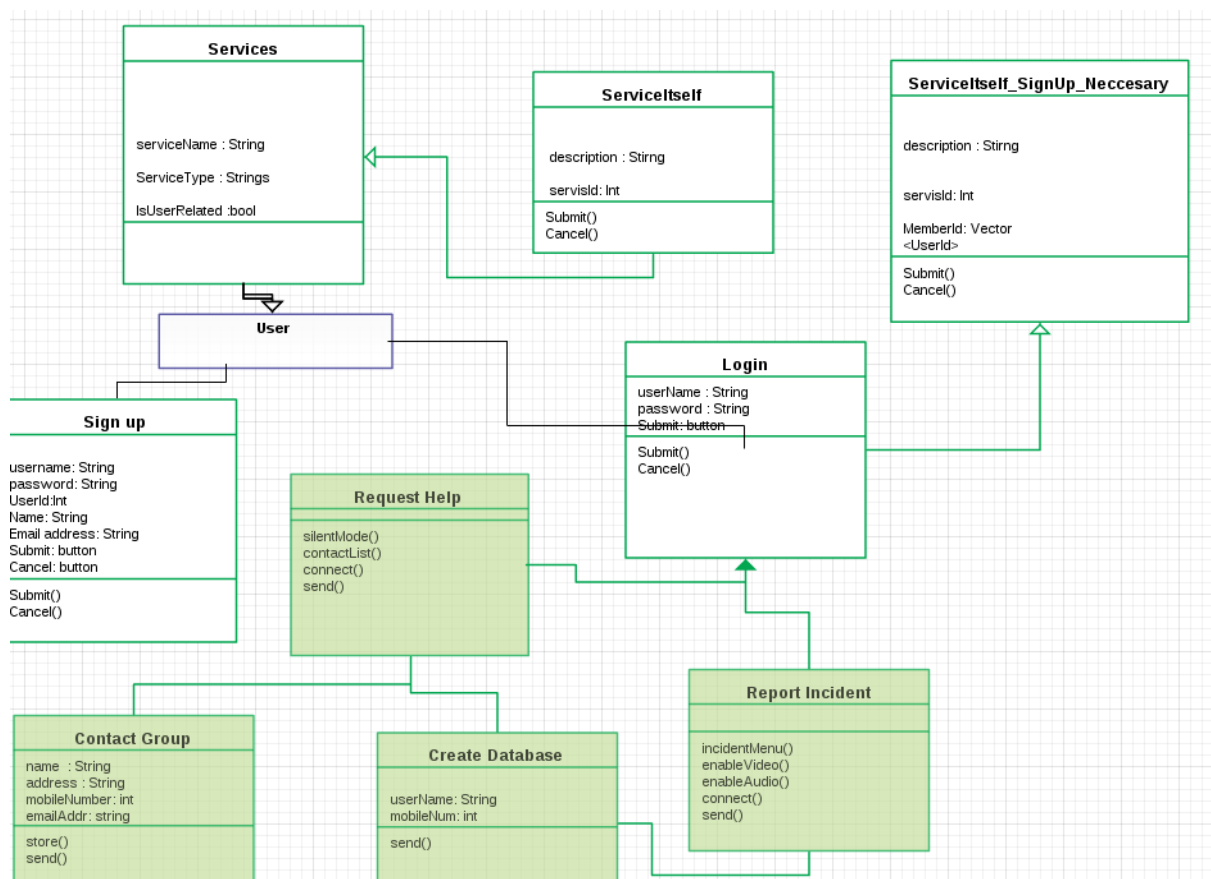 Services
serviceName : String
ServiceType : Strings
IsUserRelated :bool
ServiceItself
description : Stirng
servisId: Int
Submit()
Cancel()
ServiceItself_SignUp_Neccesary
description : Stirng
servisId: Int
MemberId: Vector
<UserId>
Submit()
Cancel()
User
Login
userName : String
password : String
Submit: button
Submit()
Cancel()
Sign up
username: String
password: String
UserId:Int
Name: String
Email address: String
Submit: button
Cancel: button
Submit()
Cancel()
Request Help
silentMode()
contactList()
connect()
send()
Report Incident
incidentMenu()
enableVideo()
enableAudio()
connect()
send()
Contact Group
name : String
address : String
mobileNumber: int
emailAddr: string
store()
send()
Create Database
userName: String
mobileNum: int
send()